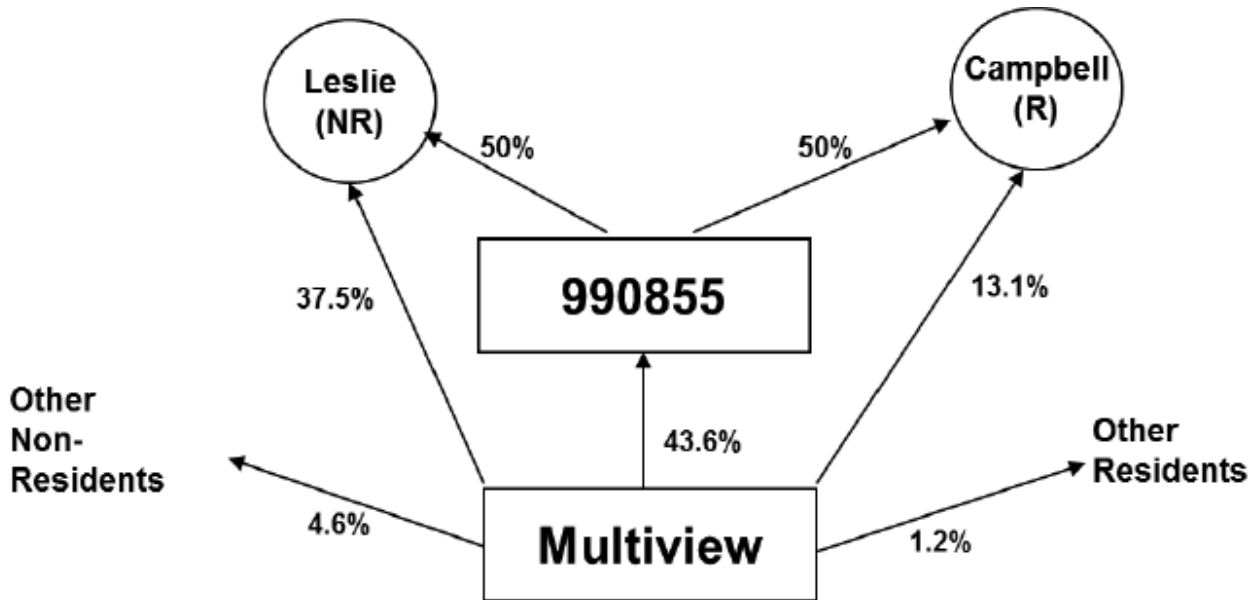 Leslie
(NR)
Campbell
(R)
50%
50%
990855
37.5%
13.1%
Other
Non-
Residents
43.6%
Other
Residents
4.6%
Multiview
1.2%